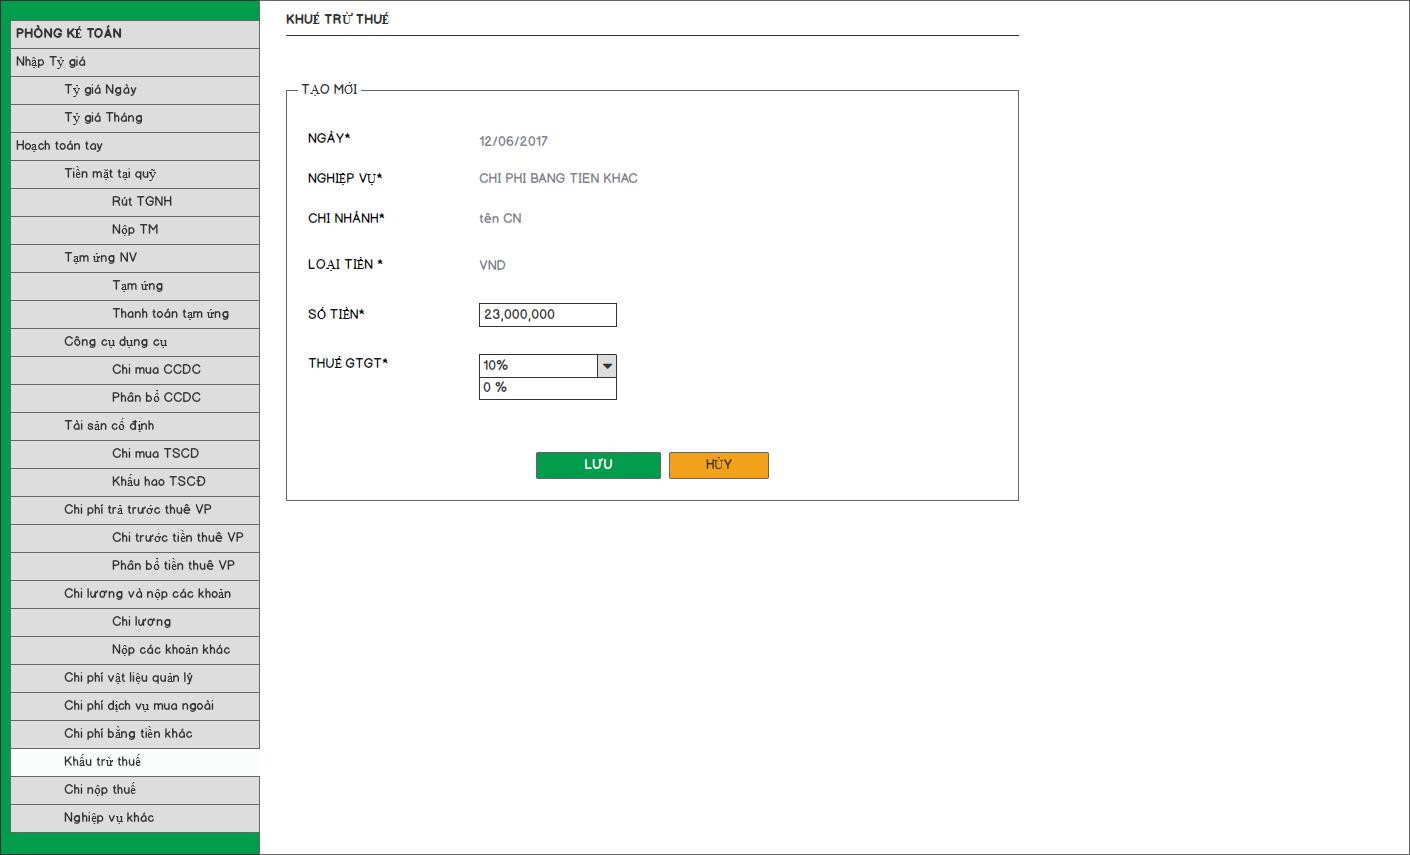 PHÒNG KẾ TOÁN
Nhập Tỷ giá
Tỷ giá Ngày
Tỷ giá Tháng
Hoạch toán tay
Tiền mặt tại quỹ
Rút TGNH
Nộp TM
Tạm ứng NV
Tạm ứng
Thanh toán tạm ứng
Công cụ dụng cụ
Chi mua CCDC
Phân bổ CCDC
Tài sản cố định
Chi mua TSCD
Khấu hao TSCĐ
Chi phí trả trước thuê VP
Chi trước tiền thuê VP
Phân bổ tiền thuê VP
Chi lương và nộp các khoản
Chi lương
Nộp các khoản khác
Chi phí vật liệu quản lý
Chi phí dịch vụ mua ngoài
Chi phí bằng tiền khác
Khấu trừ thuế
Chi nộp thuế
Nghiệp vụ khác
KHUẾ TRỪ THUẾ
TẠO MỚI
NGÀY* 12/06/2017
NGHIỆP VỤ* CHI PHI BANG TIEN KHAC
CHI NHÁNH* tên CN
LOẠI TIỀN * VND
SỐ TIỀN* 23,000,000
THUẾ GTGT* 10%
0 %
LƯU HỦY